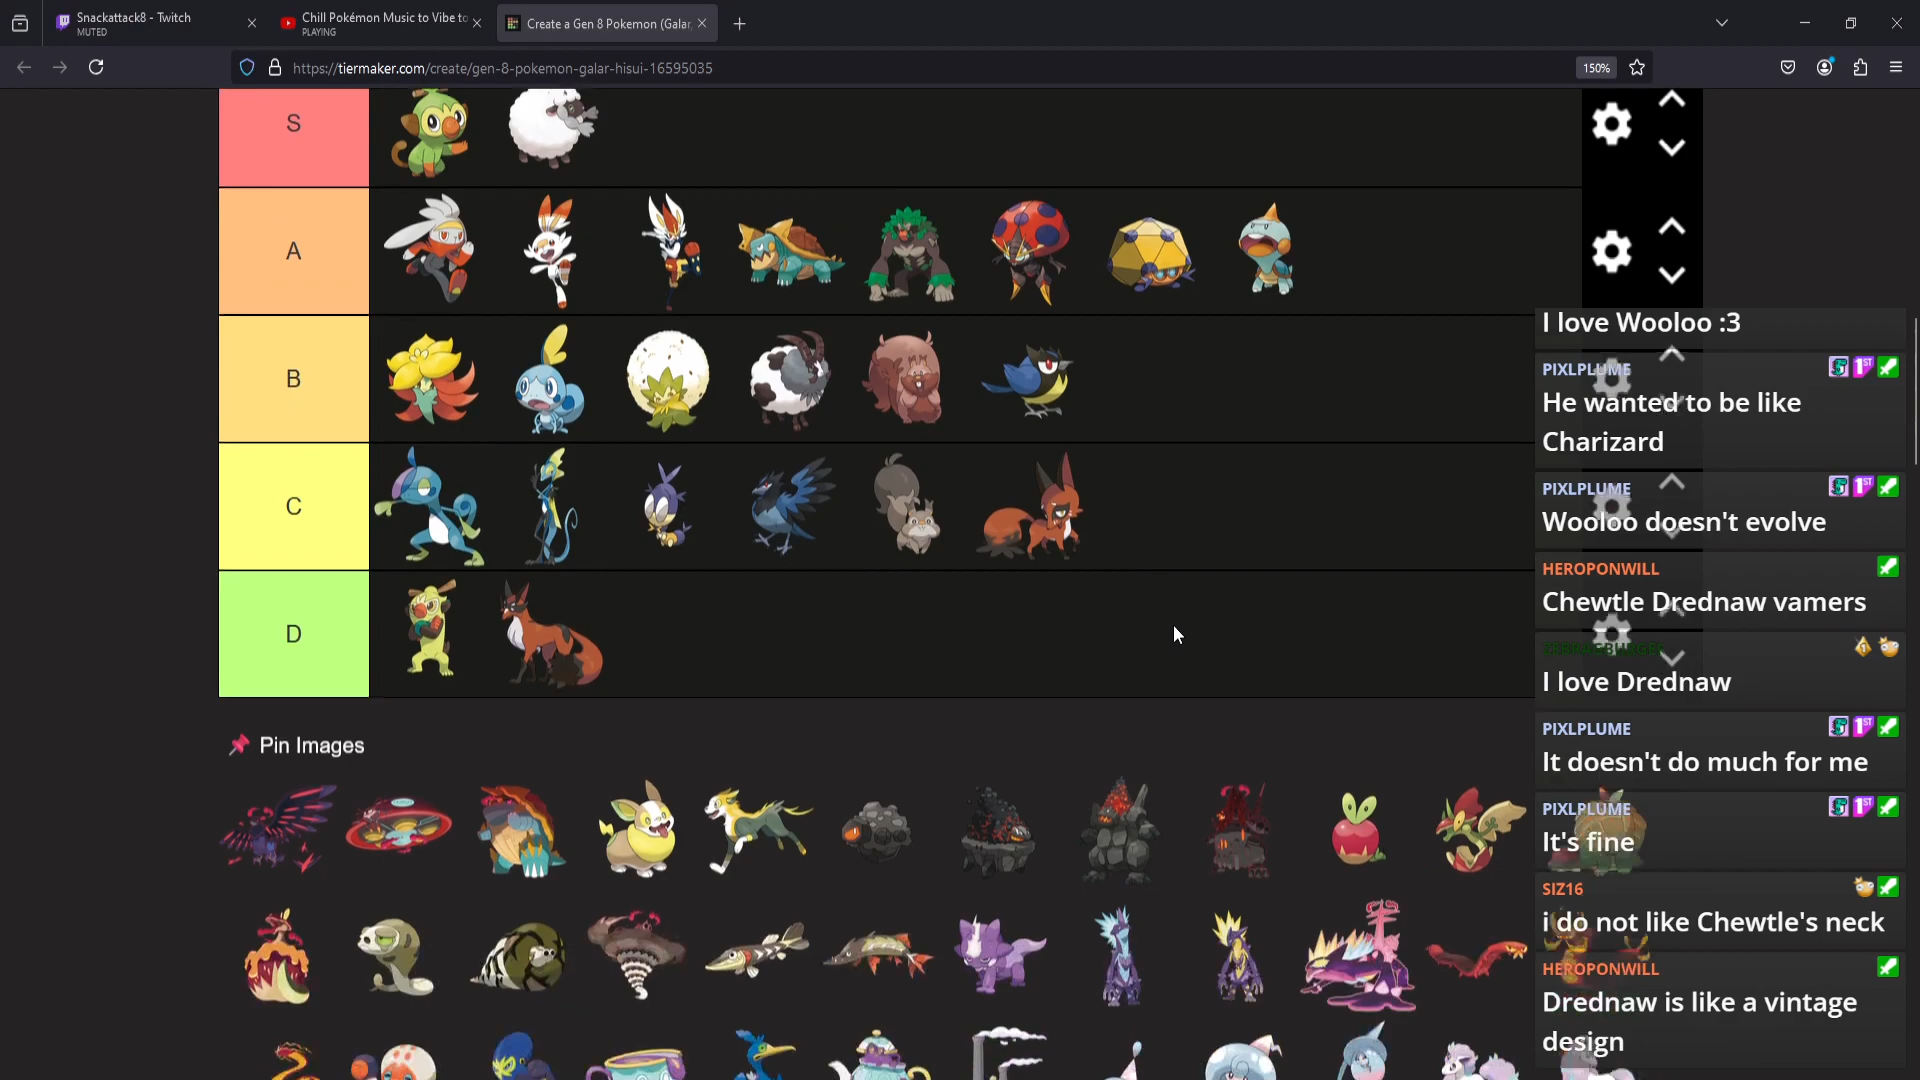 Snackattack8 - Twitch
MUTED
Chill Pokémon Music to Vibe to
PLAYING
Create a Gen 8 Pokemon (Galar,
https://tiermaker.com/create/gen-8-pokemon-galar-hisui-16595035
150%
S
A
B
C
D
Pin Images
I love Wooloo :3
PIXLPLUME
He wanted to be like
Charizard
PIXLPLUME
Wooloo doesn't evolve
HEROPONWILL
Chewtle Drednaw vamers
I love Drednaw
PIXLPLUME
It doesn't do much for me
PIXLPLUME
It's fine
SIZ16
i do not like Chewtle's neck
HEROPONWILL
Drednaw is like a vintage
design